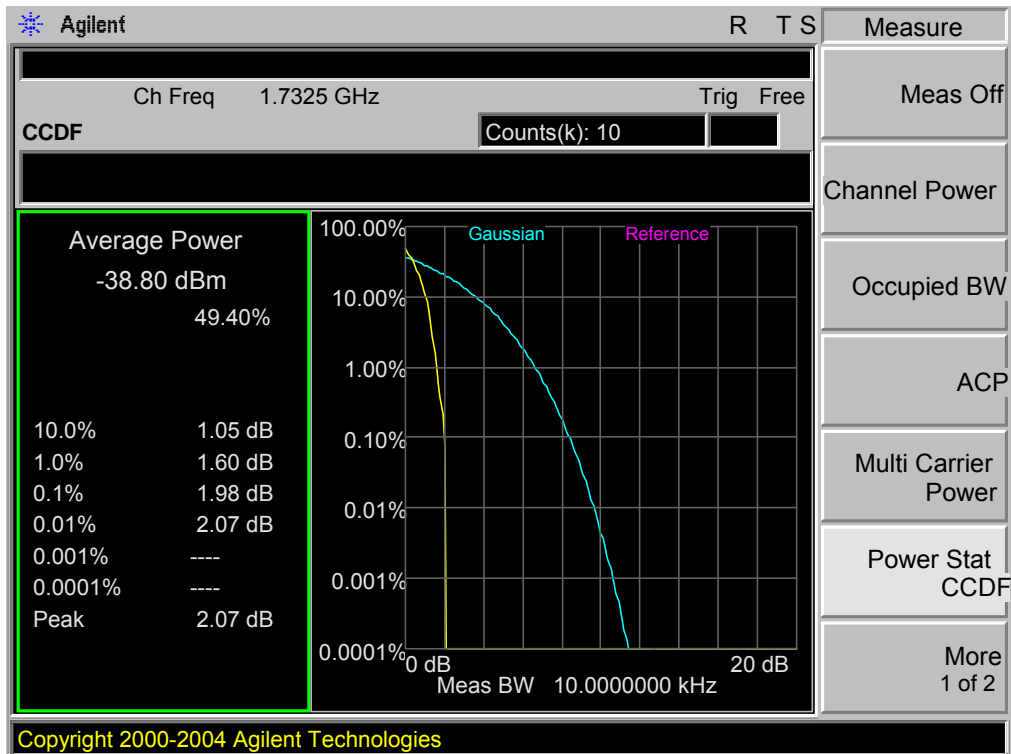 Agilent R T S Measure
Ch Freq 1.7325 GHz Trig Free
CCDF Counts(k): 10
Meas Off
Channel Power
Occupied BW
ACP
Multi Carrier
Power
Power Stat
CCDF
More
1 of 2
Average Power
-38.80 dBm
49.40%
10.0% 1.05 dB
1.0% 1.60 dB
0.1% 1.98 dB
0.01% 2.07 dB
0.001% ----
0.0001% ----
Peak 2.07 dB
Gaussian Reference
100.00%
10.00%
1.00%
0.10%
0.01%
0.001%
0.0001%
0 dB 20 dB
Meas BW 10.0000000 kHz
Copyright 2000-2004 Agilent Technologies